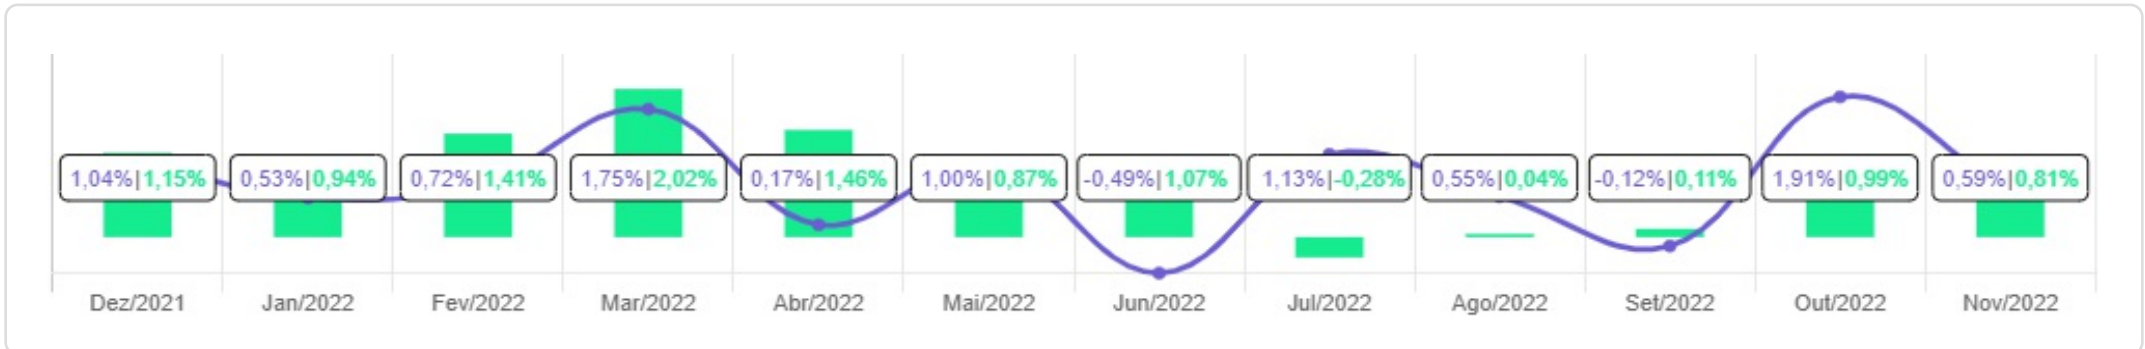 1,04%|1,15% 0,53%|0,94% 0,72%|1,41% 1,75%|2,02% 0,17%|1,46% 1,00%|0,87% -0,49%|1,07% 1,13%|-0,28% 0,55%|0,04% -0,12%|0,11% 1,91%|0,99% 0,59%|0,81%
Dez/2021 Jan/2022 Fev/2022 Mar/2022 Abr/2022 Mai/2022 Jun/2022 Jul/2022 Ago/2022 Set/2022 Out/2022 Nov/2022